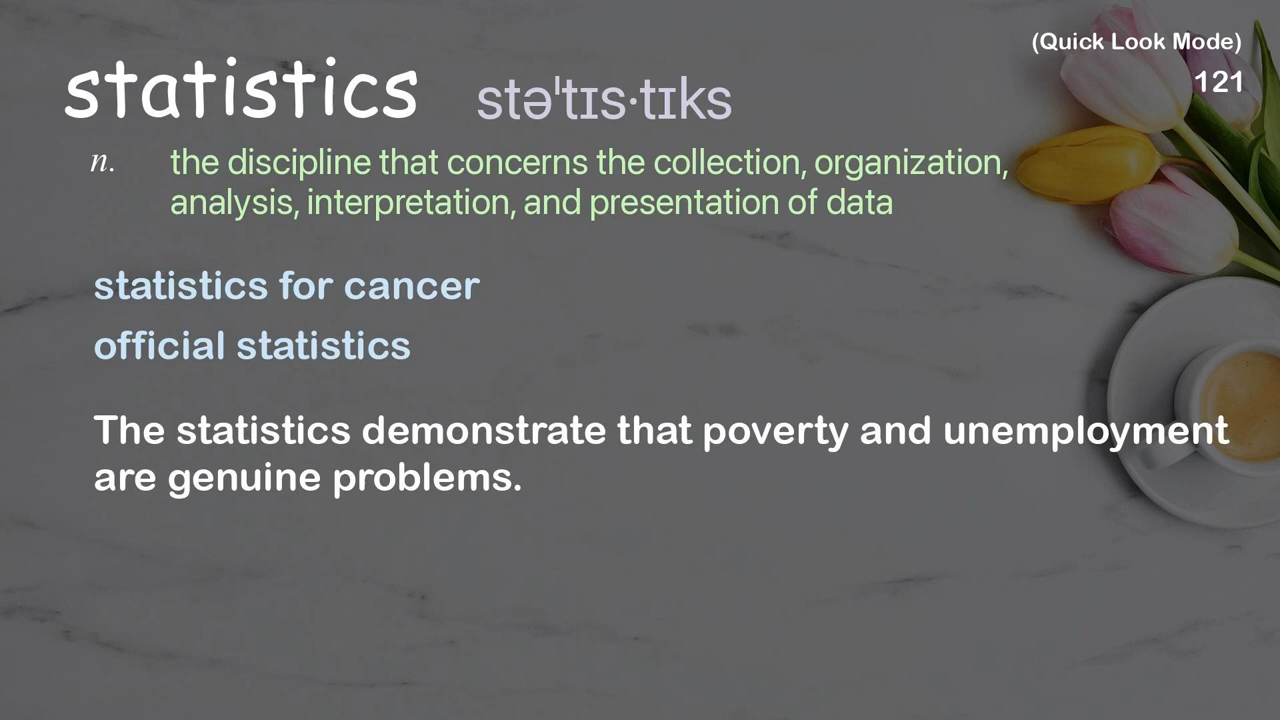 (Quick Look Mode)
statistics stəˈtɪs·tɪks
121
n. the discipline that concerns the collection, organization,
analysis, interpretation, and presentation of data
statistics for cancer
official statistics
The statistics demonstrate that poverty and unemployment
are genuine problems.